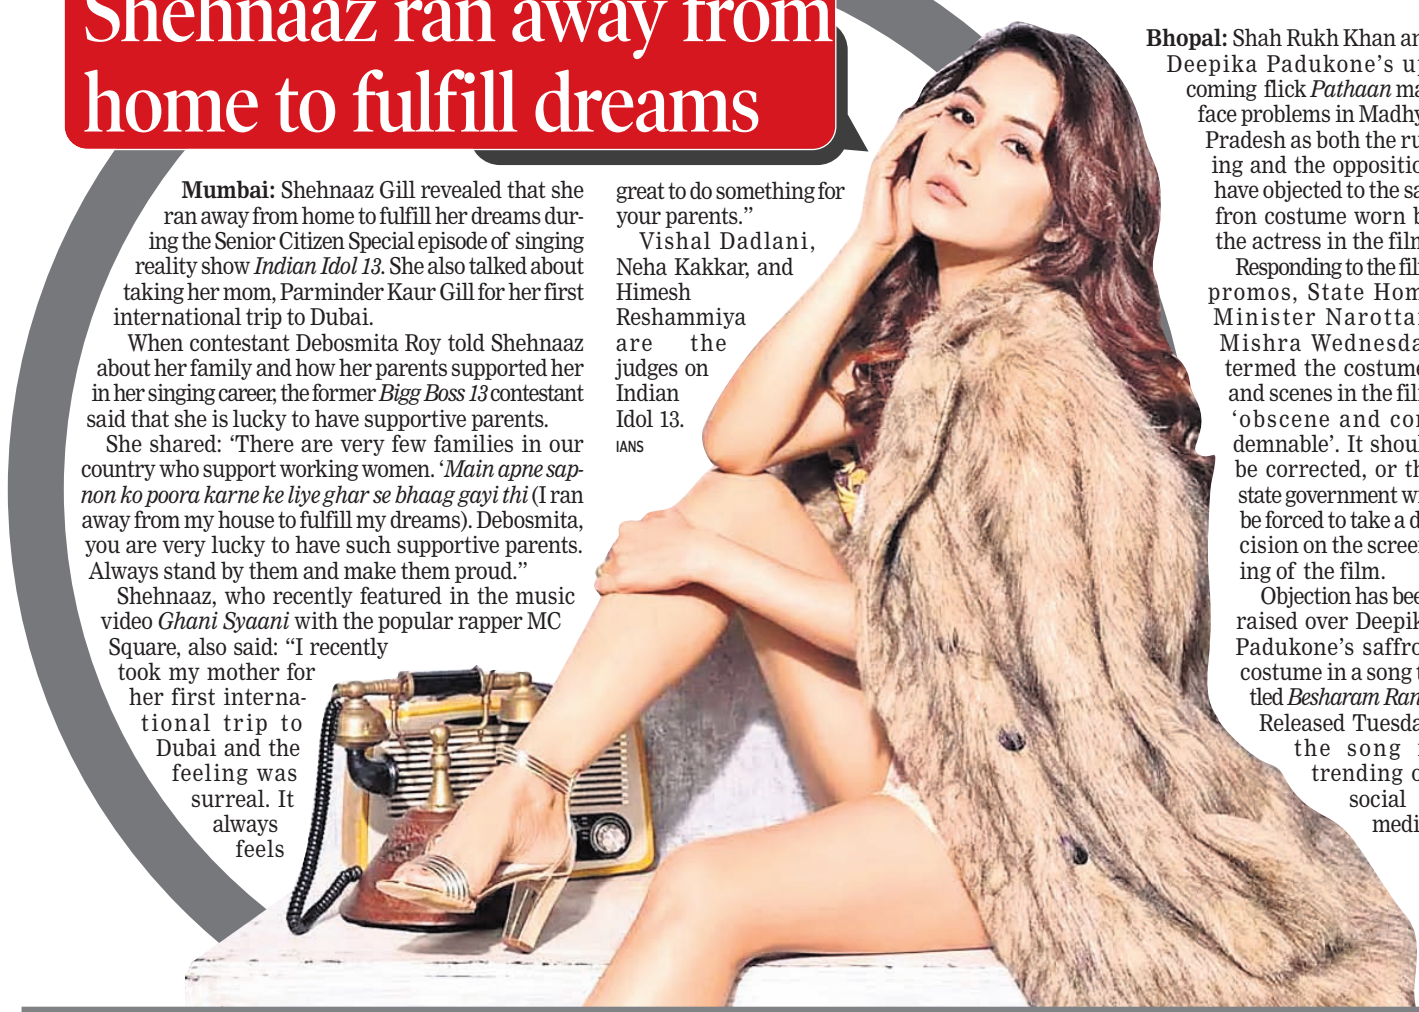 Shehnaaz ran away from
home to fulfill dreams
Mumbai: Shehnaaz Gill revealed that she
ran away from home to fulfill her dreams dur-
ing the Senior Citizen Special episode of singing
reality show Indian Idol 13. She also talked about
taking her mom, Parminder Kaur Gill for her first
international trip to Dubai.
When contestant Debosmita Roy told Shehnaaz
about her family and how her parents supported her
in her singing career, the former Bigg Boss 13 contestant
said that she is lucky to have supportive parents.
She shared: ‘There are very few families in our
country who support working women. ‘Main apne sap-
non ko poora karne ke liye ghar se bhaag gayi thi (I ran
away from my house to fulfill my dreams). Debosmita,
you are very lucky to have such supportive parents.
Always stand by them and make them proud.”
Shehnaaz, who recently featured in the music
video Ghani Syaani with the popular rapper MC
Square, also said: “I recently
took my mother for
her first interna-
tional trip to
Dubai and the
feeling was
surreal. It
always
feels
great to do something for
your parents.”
Vishal Dadlani,
Neha Kakkar, and
Himesh
Reshammiya
are the
judges on
Indian
Idol 13.
IANS
Bhopal: Shah Rukh Khan an
Deepika Padukone’s up
coming flick Pathaan ma
face problems in Madhy
Pradesh as both the ru
ing and the oppositio
have objected to the sa
fron costume worn b
the actress in the film
Responding to the fil
promos, State Hom
Minister Narotta
Mishra Wednesda
termed the costume
and scenes in the fil
‘obscene and con
demnable’. It shoul
be corrected, or th
state government wi
be forced to take a d
cision on the screen
ing of the film.
Objection has bee
raised over Deepik
Padukone’s saffro
costume in a song t
tled Besharam Ran
Released Tuesda
the song
trending o
social
medi